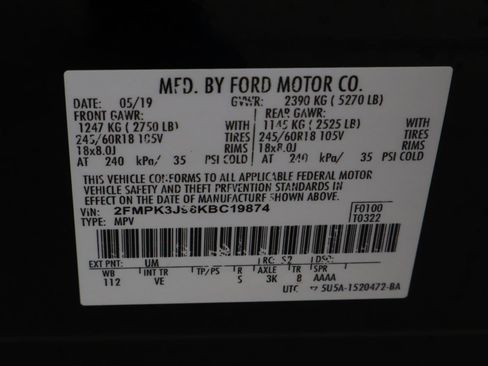 MFD. BY FORD MOTOR CO.
DATE: 05/19 GVWR: 2390 KG (5270 LB)
FRONT GAWR: REAR GAWR:
1247 KG (2750 LB) WITH 1145 KG (2525 LB) WITH
245/60R18 105V TIRES 245/60R18 105V TIRES
18x8.0J RIMS 18x8.0J RIMS
AT 240 kPa/ 35 PSI COLD AT 240 kPa/ 35 PSI COLD
THIS VEHICLE CONFORMS TO ALL APPLICABLE FEDERAL MOTOR
VEHICLE SAFETY AND THEFT PREVENTION STANDARDS IN
EFFECT ON THE DATE OF MANUFACTURE SHOWN ABOVE.
VIN: F0100
TYPE: MPV T0322
EXT PNT: UM RC: 52 DSO:
WB INT TR TP/PS R AXLE TR SPR
112 VE 5 3K 8 AAAA
UTC 5U5A-1520472-BA